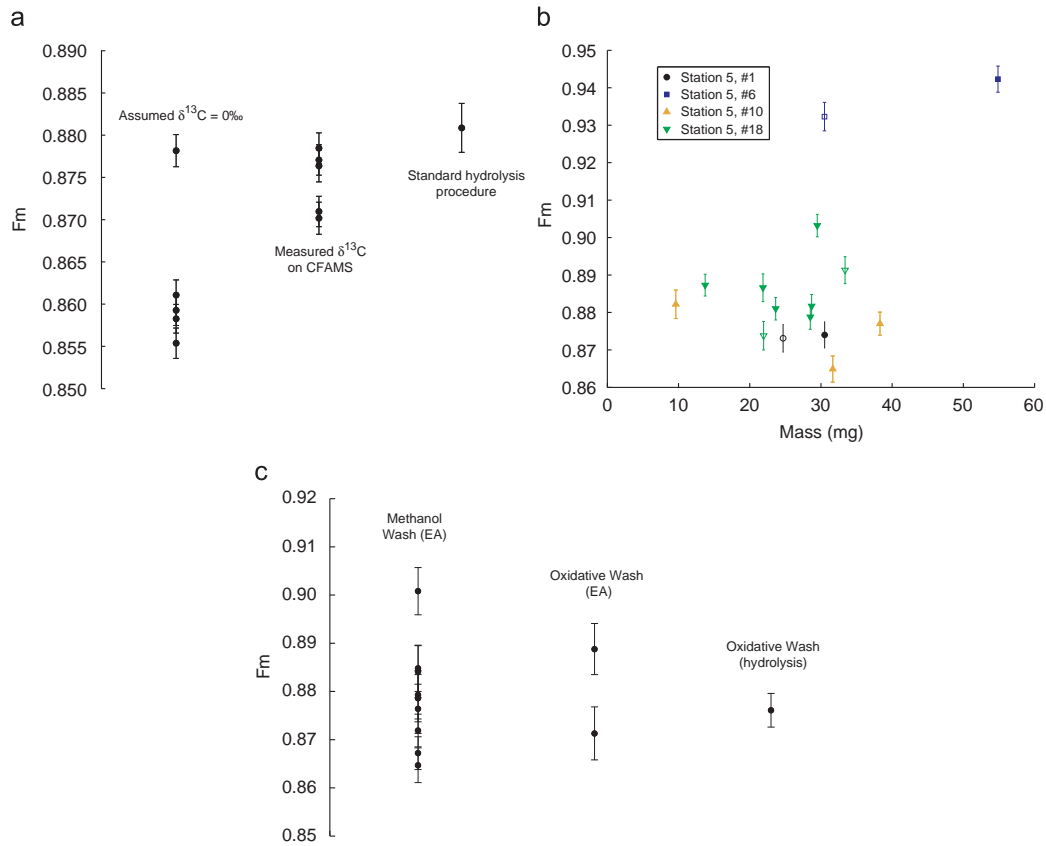 a
0.890
0.885
0.880
0.875
0.870
0.865
0.860
0.855
0.850
Fm
Assumed δ¹³C = 0‰
Measured δ¹³C
on CFAMS
Standard hydrolysis
procedure
b
0.95
0.94
0.93
0.92
0.91
0.90
0.89
0.88
0.87
0.86
Fm
Station 5, #1
Station 5, #6
Station 5, #10
Station 5, #18
0 10 20 30 40 50 60
Mass (mg)
c
0.92
0.91
0.90
0.89
0.88
0.87
0.86
0.85
Fm
Methanol
Wash (EA)
Oxidative Wash
(EA)
Oxidative Wash
(hydrolysis)